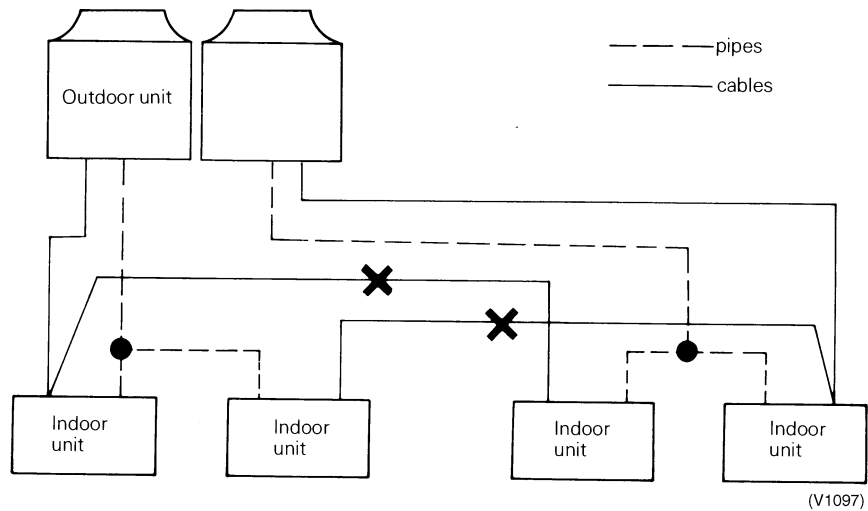 pipes
cables
Outdoor unit
Indoor
unit
Indoor
unit
Indoor
unit
Indoor
unit
(V1097)